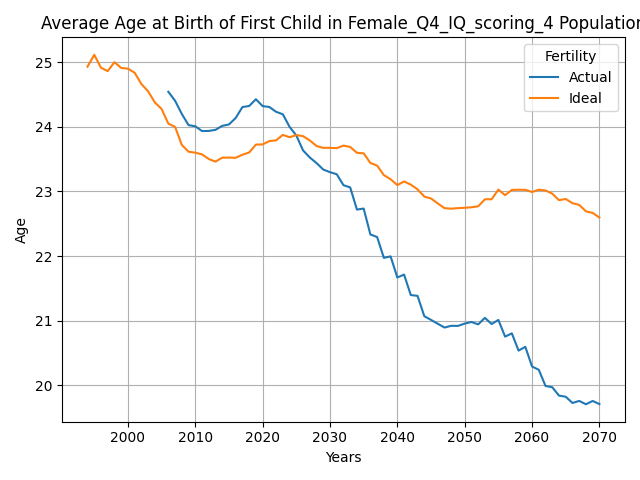 Average Age at Birth of First Child in Female_Q4_IQ_scoring_4 Population
Fertility
Actual
Ideal
Age
25
24
23
22
21
20
2000 2010 2020 2030 2040 2050 2060 2070
Years